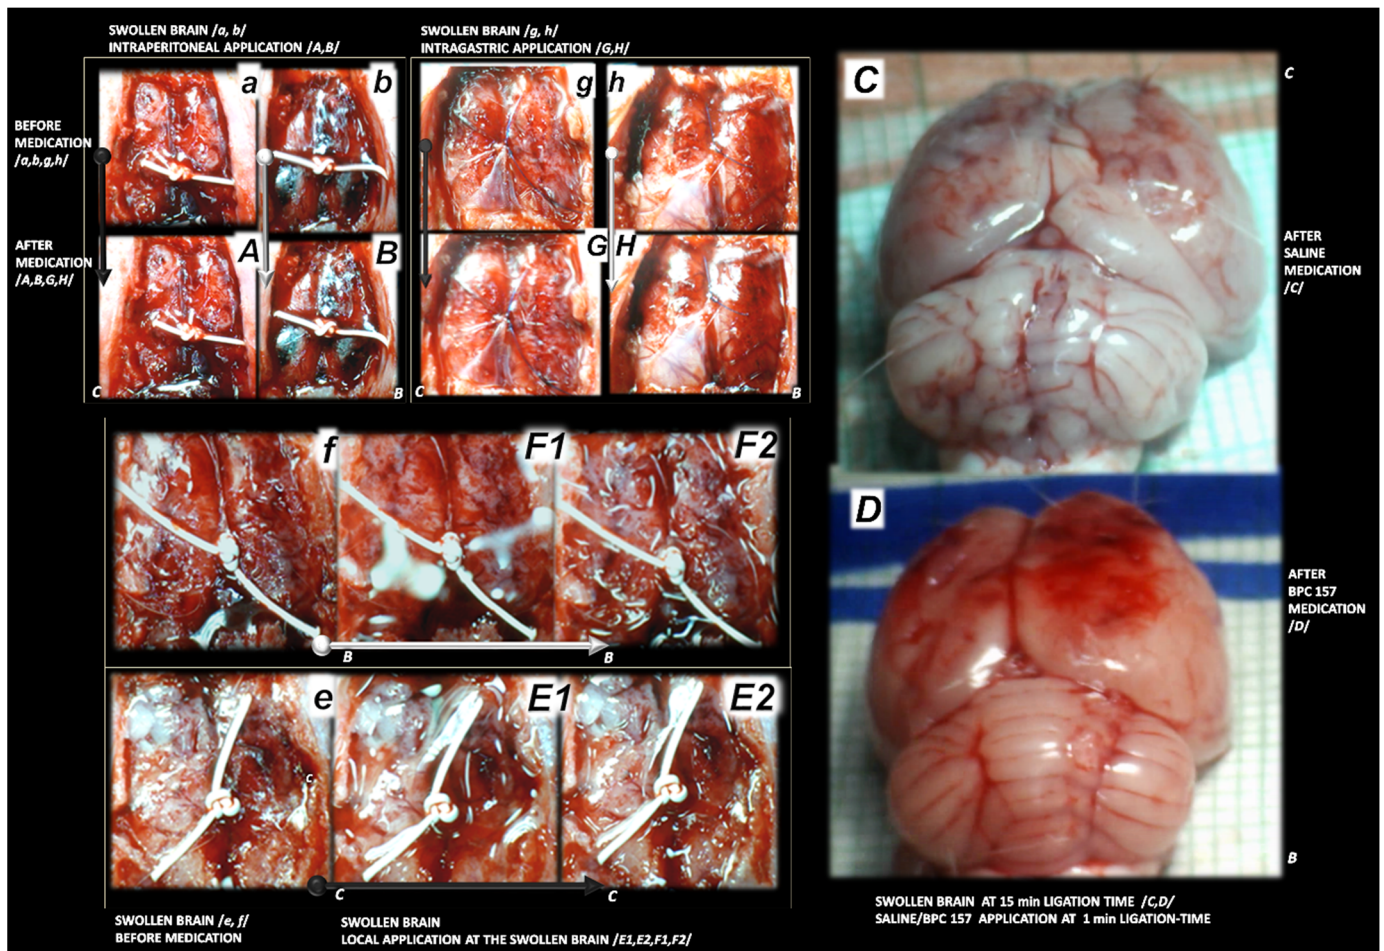 SWOLLEN BRAIN /a, b/
INTRAPERITONEAL APPLICATION /A,B/
SWOLLEN BRAIN /g, h/
INTRAGASTRIC APPLICATION /G,H/
BEFORE
MEDICATION
/a,b,g,h/
a
b
g
h
AFTER
MEDICATION
/A,B,G,H/
A
B
G
H
C
B
C
B
C
C
AFTER
SALINE
MEDICATION
/C/
f
F1
F2
B
B
D
AFTER
BPC 157
MEDICATION
/D/
B
e
E1
E2
c
C
C
SWOLLEN BRAIN /e, f/
BEFORE MEDICATION
SWOLLEN BRAIN
LOCAL APPLICATION AT THE SWOLLEN BRAIN /E1,E2,F1,F2/
SWOLLEN BRAIN AT 15 min LIGATION TIME /C,D/
SALINE/BPC 157 APPLICATION AT 1 min LIGATION-TIME